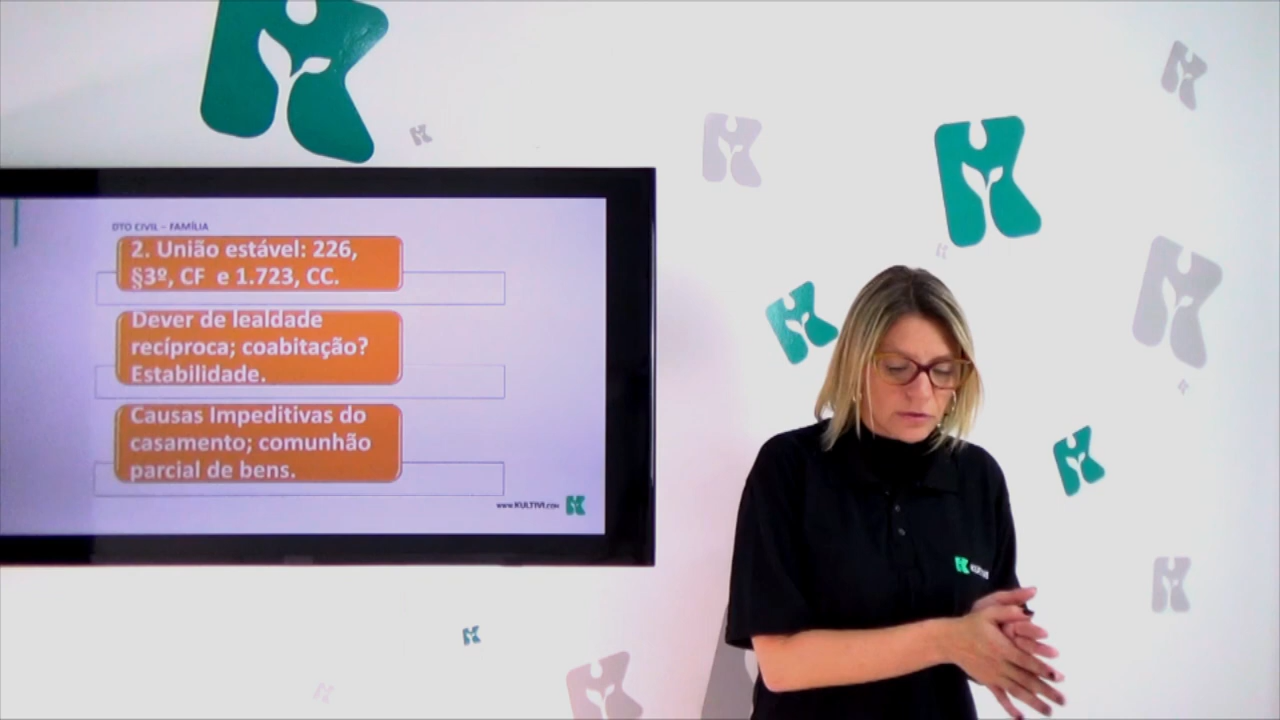 DTO CIVIL – FAMÍLIA
2. União estável: 226,
§3º, CF e 1.723, CC.
Dever de lealdade
recíproca; coabitação?
Estabilidade.
Causas Impeditivas do
casamento; comunhão
parcial de bens.
www.KULTIVI.COM